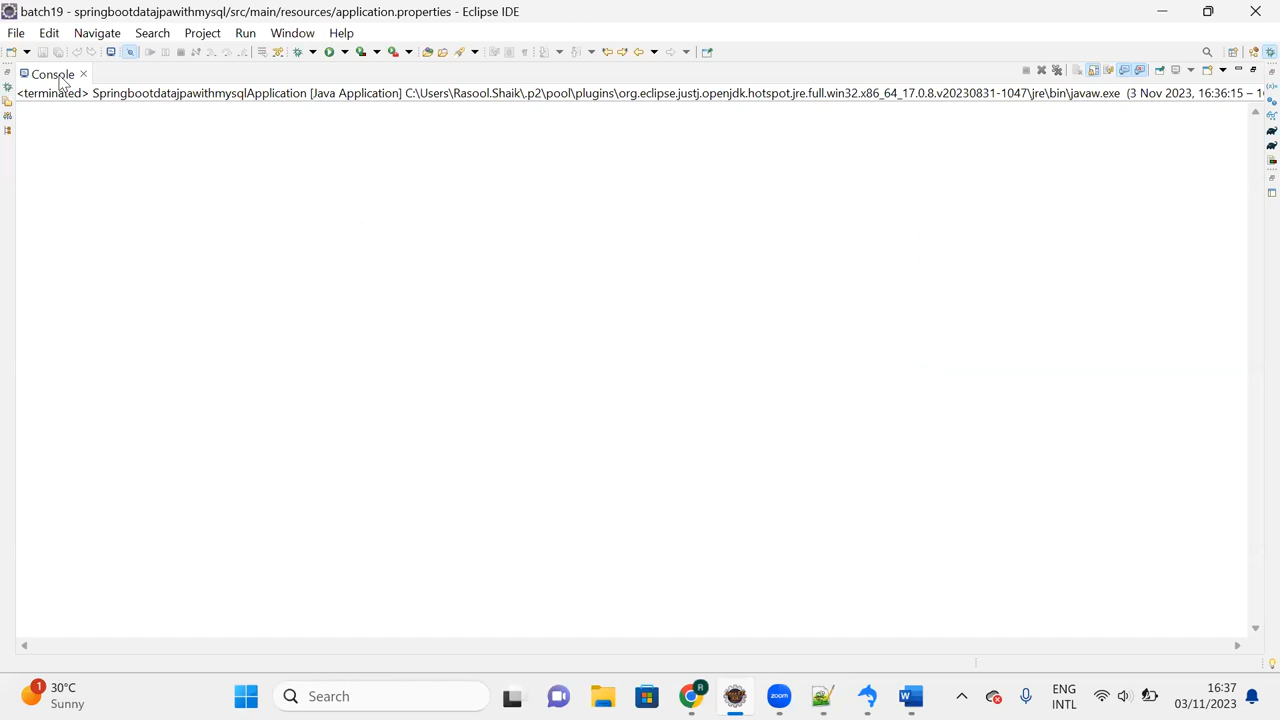 batch19 - springbootdatajpawithmysql/src/main/resources/application.properties - Eclipse IDE
File Edit Navigate Search Project Run Window Help
Console
<terminated> SpringbootdatajpawithmysqlApplication [Java Application] C:\Users\Rasool.Shaik\.p2\pool\plugins\org.eclipse.justj.openjdk.hotspot.jre.full.win32.x86_64_17.0.8.v20230831-1047\jre\bin\javaw.exe (3 Nov 2023, 16:36:15 – 1
1 30°C
Sunny
Search
R
zoom
ENG
INTL
16:37
03/11/2023